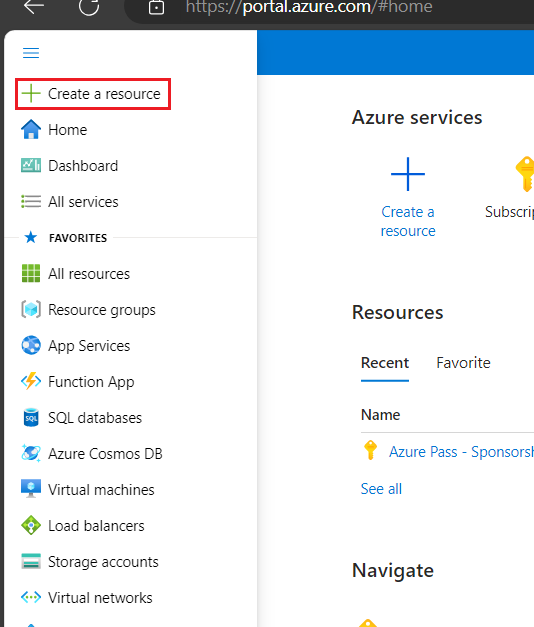 https://portal.azure.com/#home
Create a resource
Home
Dashboard
All services
FAVORITES
All resources
Resource groups
App Services
Function App
SQL databases
Azure Cosmos DB
Virtual machines
Load balancers
Storage accounts
Virtual networks
Azure services
Create a
resource
Resources
Recent
Favorite
Name
Azure Pass -
See all
Navigate